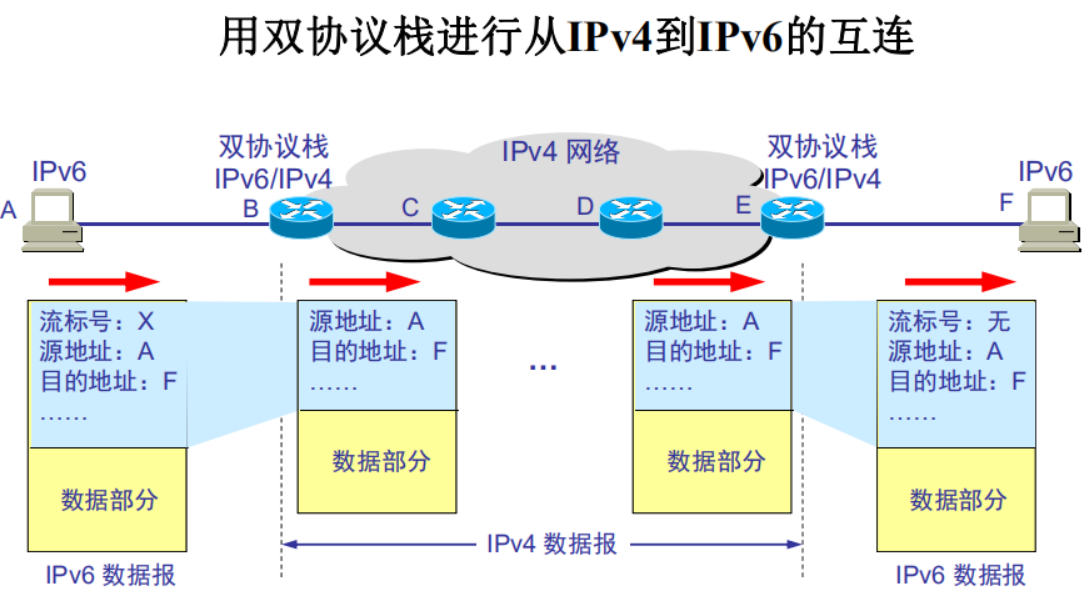 用双协议栈进行从IPv4到IPv6的互连
双协议栈
IPv6/IPv4
IPv4 网络
双协议栈
IPv6/IPv4
IPv6
IPv6
A
B
C
D
E
F
流标号：X
源地址：A
目的地址：F
……
数据部分
IPv6 数据报
源地址：A
目的地址：F
……
数据部分
…
源地址：A
目的地址：F
……
数据部分
IPv4 数据报
流标号：无
源地址：A
目的地址：F
……
数据部分
IPv6 数据报